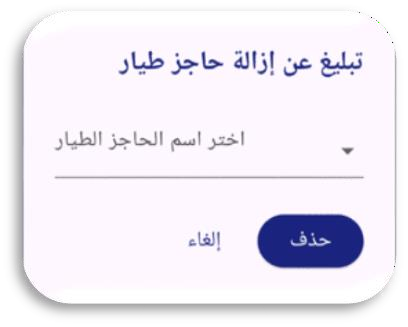 تبليغ عن إزالة حاجز طيار
اختر اسم الحاجز الطيار
حذف
إلغاء